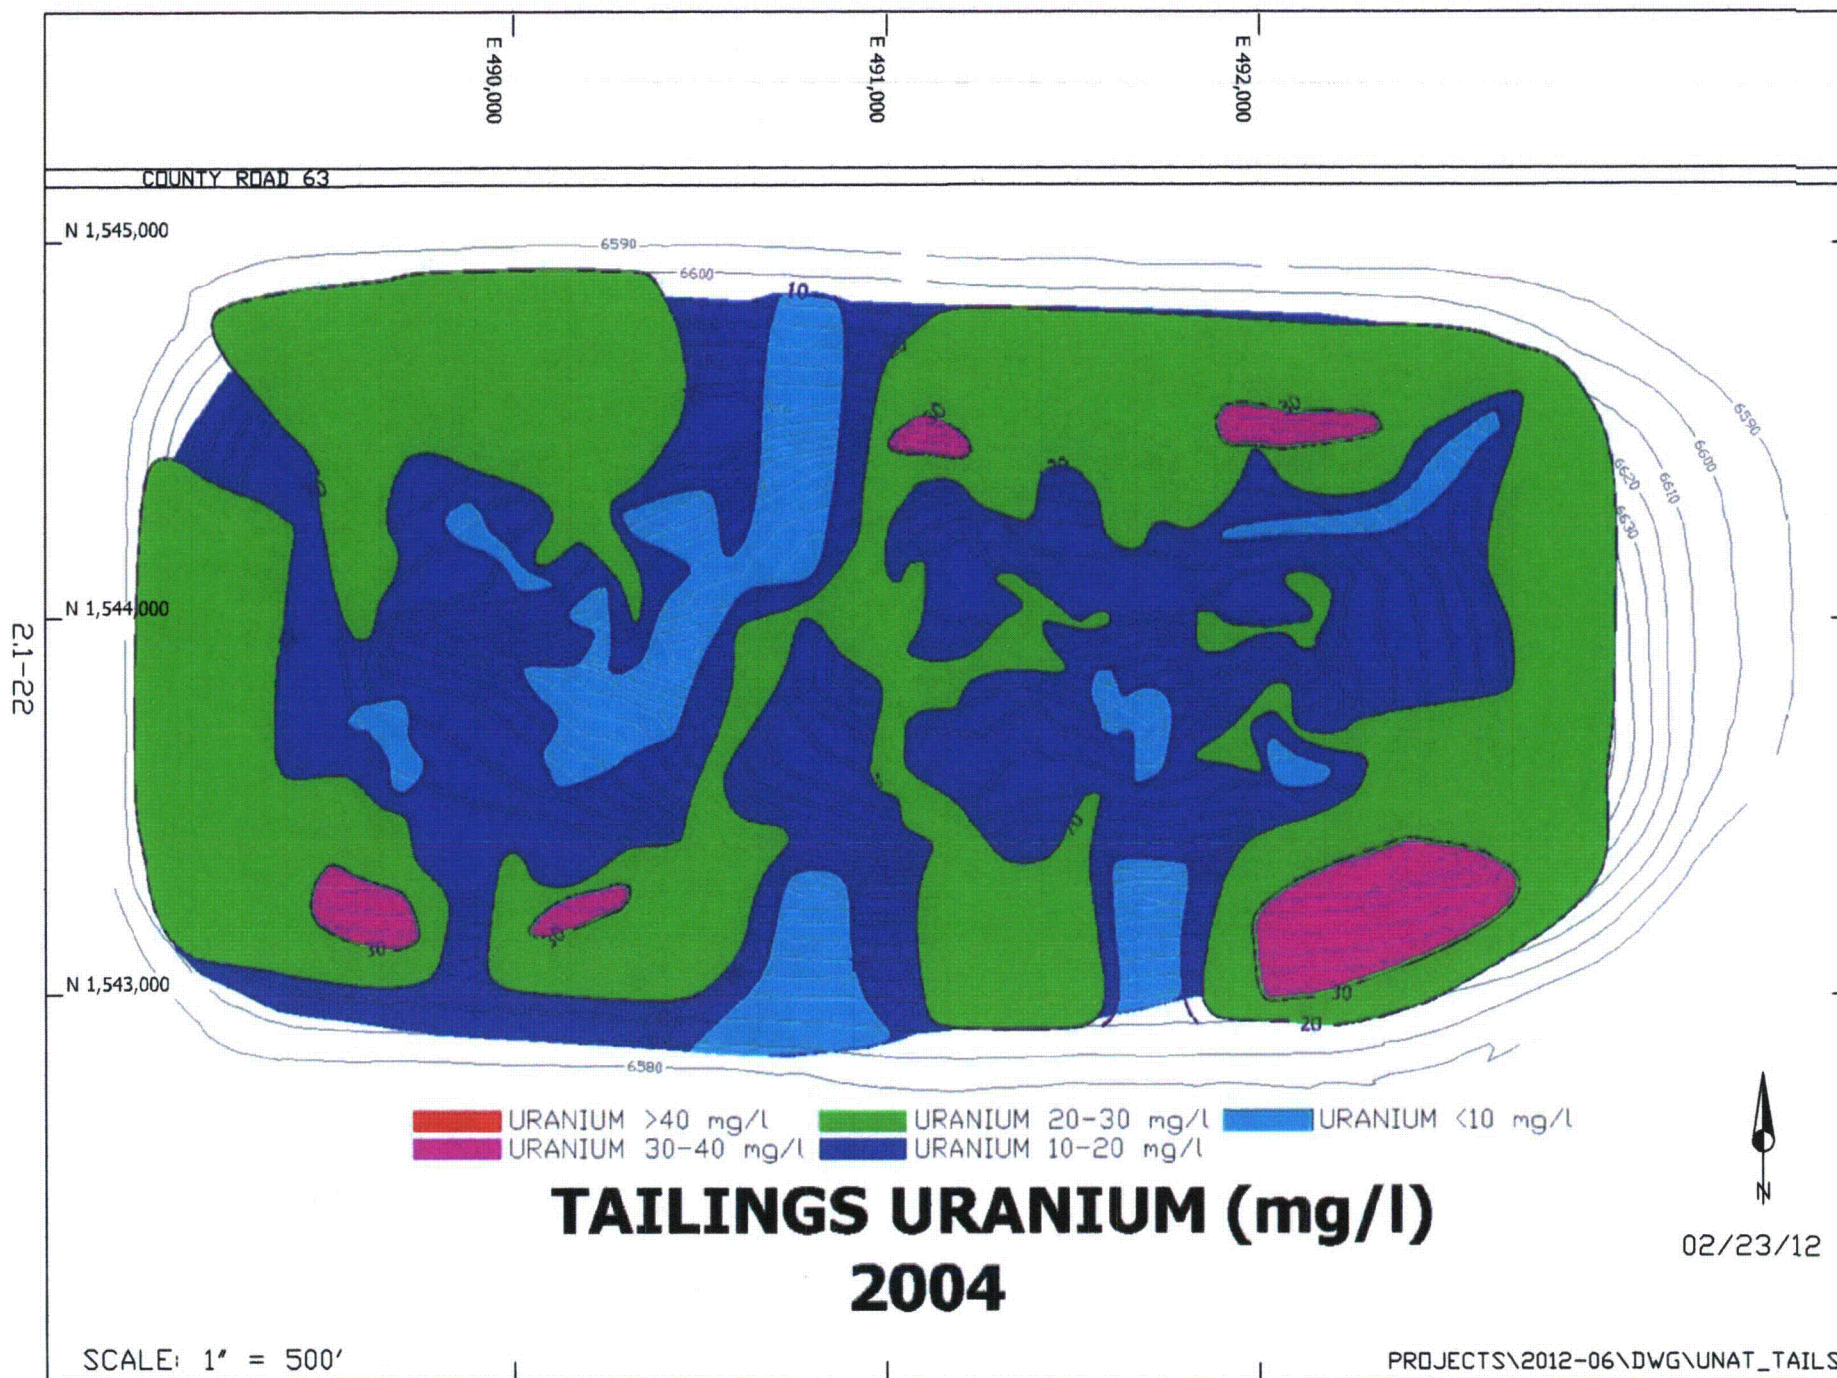 E 490,000
E 491,000
E 492,000
COUNTY ROAD 63
N 1,545,000
6590
6600
10
30
6590
6600
6620
6610
6630
N 1,544,000
2.1-22
20
30
30
N 1,543,000
30
20
6580
URANIUM >40 mg/l
URANIUM 20-30 mg/l
URANIUM <10 mg/l
URANIUM 30-40 mg/l
URANIUM 10-20 mg/l
TAILINGS URANIUM (mg/l)
2004
N
02/23/12
SCALE: 1" = 500'
PROJECTS\2012-06\DWG\UNAT_TAILS